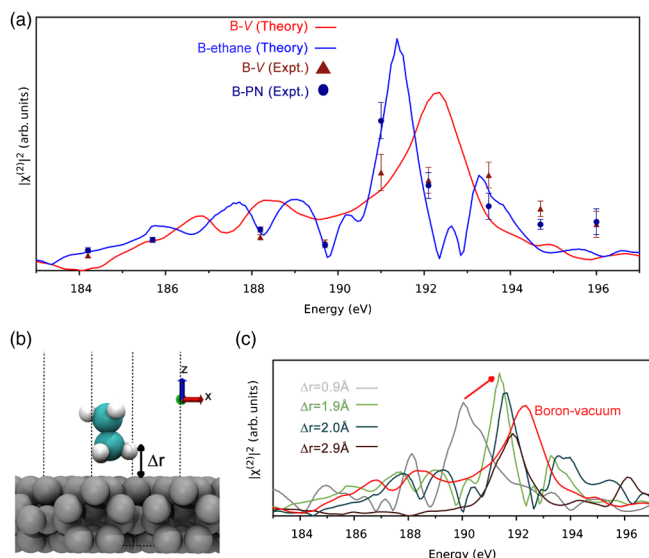 (a)
B-V (Theory)
B-ethane (Theory)
B-V (Expt.)
B-PN (Expt.)
|χ⁽²⁾|² (arb. units)
184 186 188 190 192 194 196
Energy (eV)
(b)
z
x
Δr
(c)
Δr=0.9Å
Δr=1.9Å
Δr=2.0Å
Δr=2.9Å
Boron-vacuum
|χ⁽²⁾|² (arb. units)
184 186 188 190 192 194 196
Energy (eV)